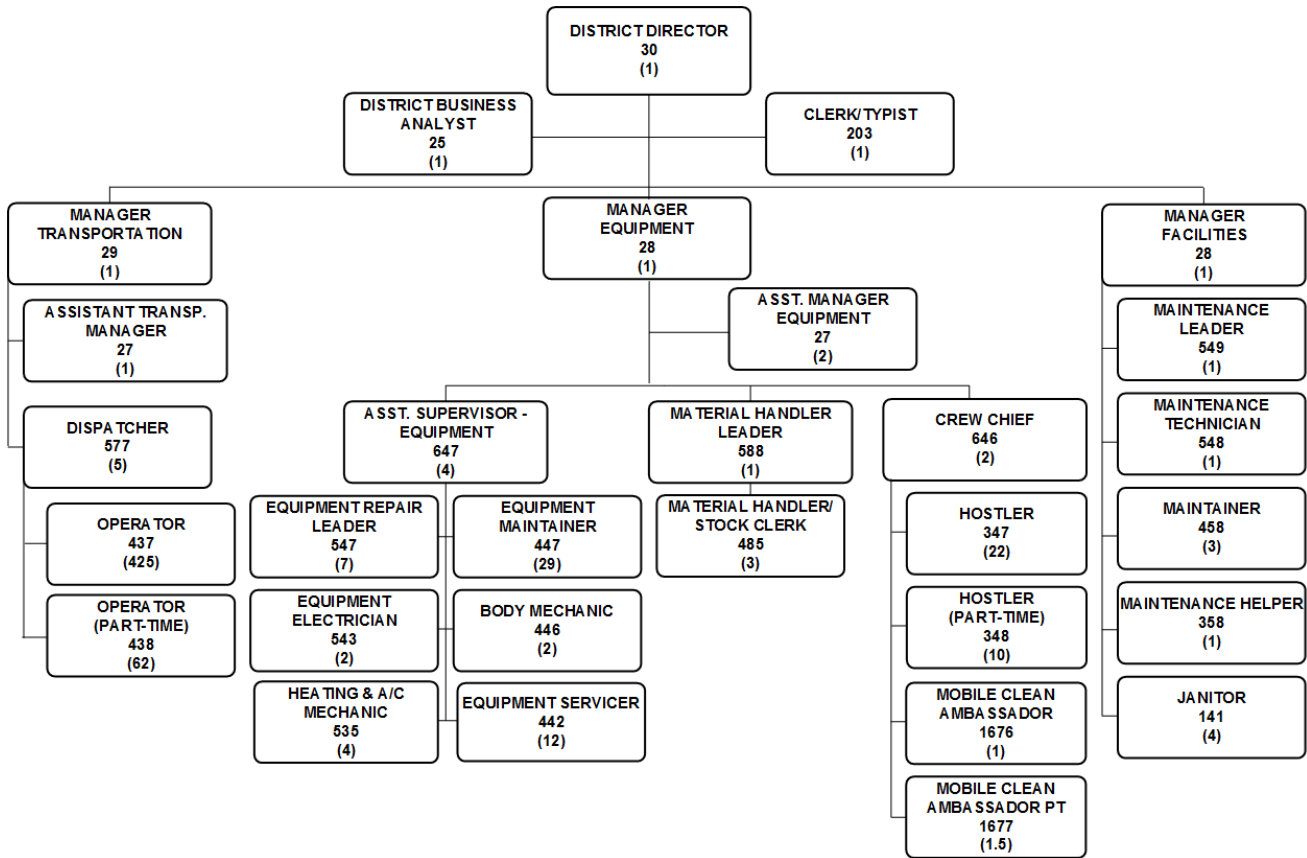 DISTRICT DIRECTOR
30
(1)
DISTRICT BUSINESS
ANALYST
25
(1)
CLERK/TYPIST
203
(1)
MANAGER
TRANSPORTATION
29
(1)
MANAGER
EQUIPMENT
28
(1)
MANAGER
FACILITIES
28
(1)
ASSISTANT TRANSP.
MANAGER
27
(1)
ASST. MANAGER
EQUIPMENT
27
(2)
MAINTENANCE
LEADER
549
(1)
DISPATCHER
577
(5)
ASST. SUPERVISOR -
EQUIPMENT
647
(4)
MATERIAL HANDLER
LEADER
588
(1)
CREW CHIEF
646
(2)
MAINTENANCE
TECHNICIAN
548
(1)
OPERATOR
437
(425)
EQUIPMENT REPAIR
LEADER
547
(7)
EQUIPMENT
MAINTAINER
447
(29)
MATERIAL HANDLER/
STOCK CLERK
485
(3)
HOSTLER
347
(22)
MAINTAINER
458
(3)
OPERATOR
(PART-TIME)
438
(62)
EQUIPMENT
ELECTRICIAN
543
(2)
BODY MECHANIC
446
(2)
HOSTLER
(PART-TIME)
348
(10)
MAINTENANCE HELPER
358
(1)
HEATING & A/C
MECHANIC
535
(4)
EQUIPMENT SERVICER
442
(12)
MOBILE CLEAN
AMBASSADOR
1676
(1)
JANITOR
141
(4)
MOBILE CLEAN
AMBASSADOR PT
1677
(1.5)